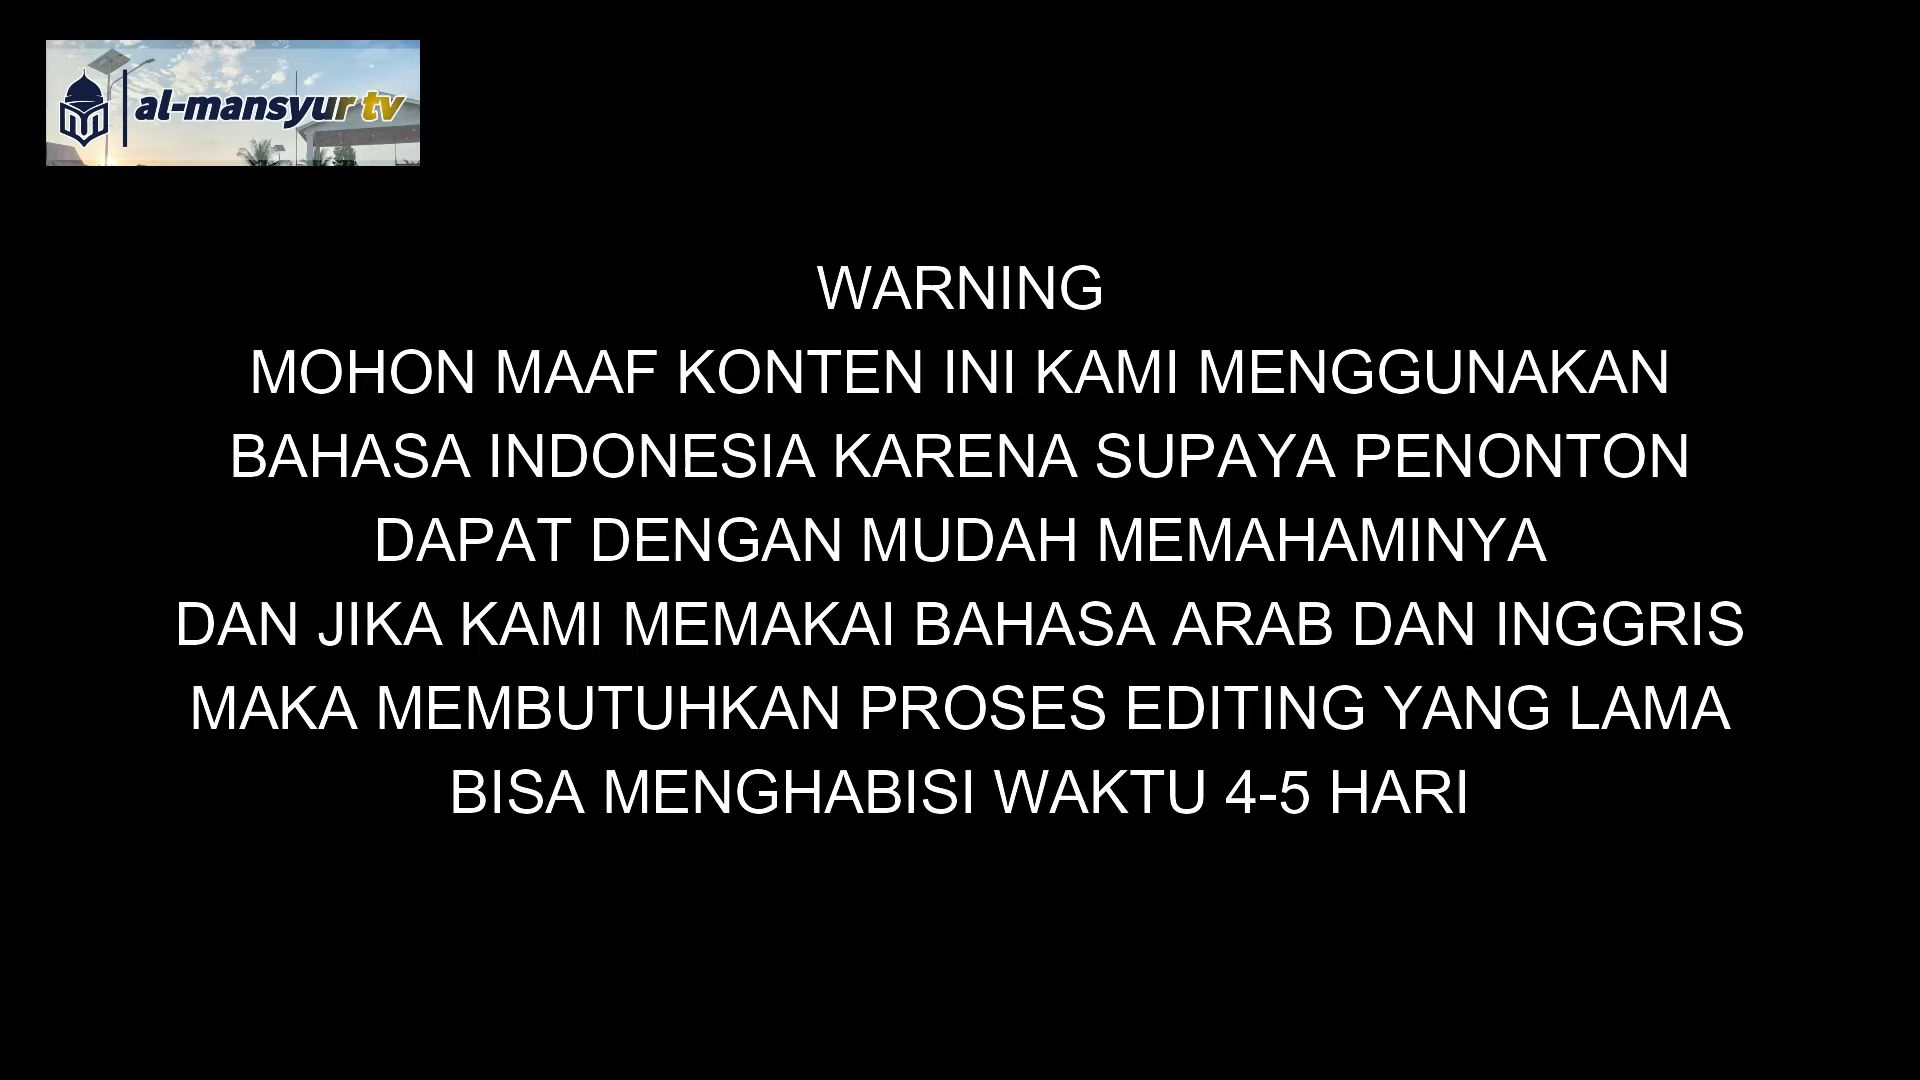 al-mansyur tv
WARNING
MOHON MAAF KONTEN INI KAMI MENGGUNAKAN
BAHASA INDONESIA KARENA SUPAYA PENONTON
DAPAT DENGAN MUDAH MEMAHAMINYA
DAN JIKA KAMI MEMAKAI BAHASA ARAB DAN INGGRIS
MAKA MEMBUTUHKAN PROSES EDITING YANG LAMA
BISA MENGHABISI WAKTU 4-5 HARI